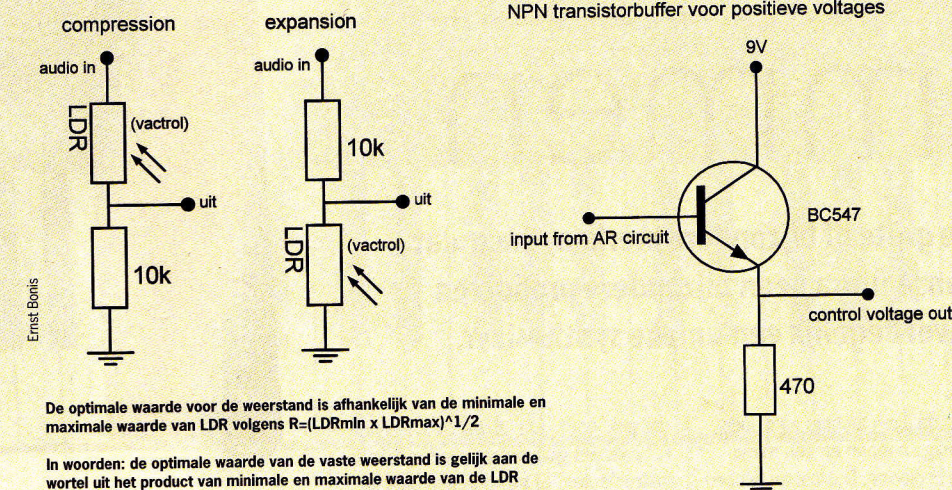 compression
audio in
LDR
(vactrol)
uit
10k
Ernst Bonis
expansion
audio in
10k
uit
LDR
(vactrol)
De optimale waarde voor de weerstand is afhankelijk van de minimale en
maximale waarde van LDR volgens R=(LDRmin x LDRmax)^1/2
In woorden: de optimale waarde van de vaste weerstand is gelijk aan de
wortel uit het product van minimale en maximale waarde van de LDR
NPN transistorbuffer voor positieve voltages
9V
BC547
input from AR circuit
control voltage out
470